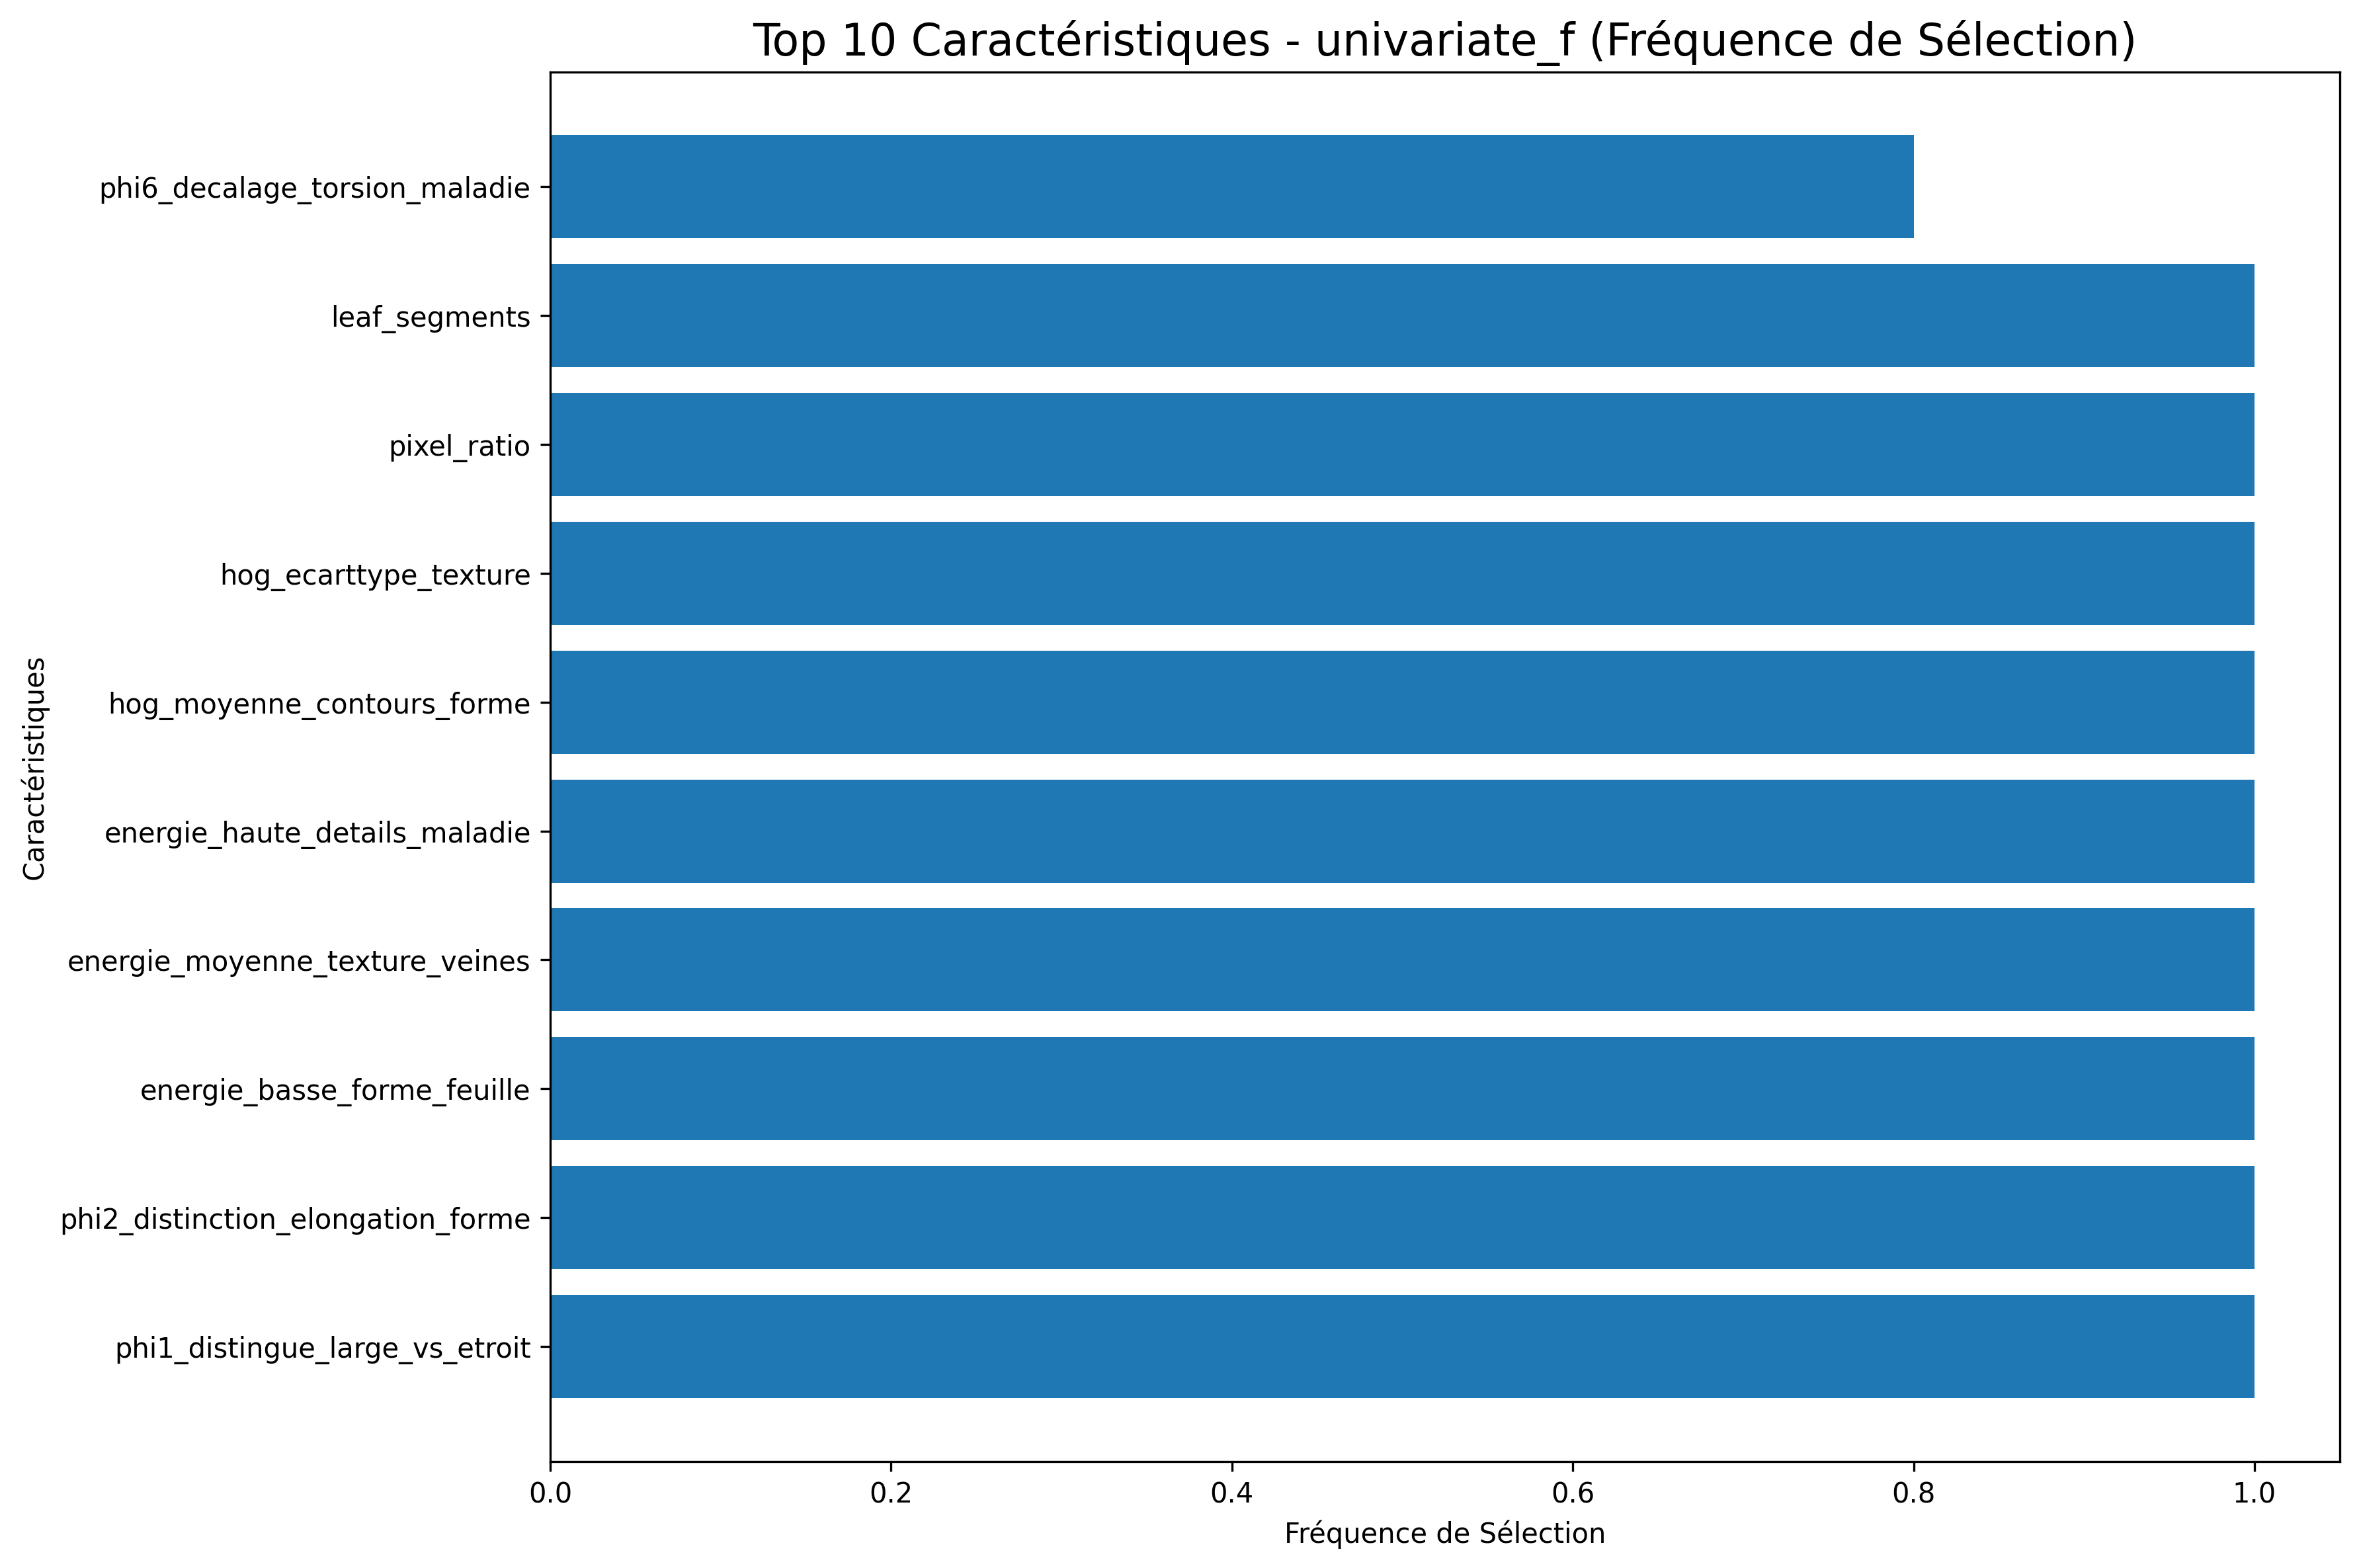 Top 10 Caractéristiques - univariate_f (Fréquence de Sélection)
Caractéristiques
phi6_decalage_torsion_maladie
leaf_segments
pixel_ratio
hog_ecarttype_texture
hog_moyenne_contours_forme
energie_haute_details_maladie
energie_moyenne_texture_veines
energie_basse_forme_feuille
phi2_distinction_elongation_forme
phi1_distingue_large_vs_etroit
0.0 0.2 0.4 0.6 0.8 1.0
Fréquence de Sélection